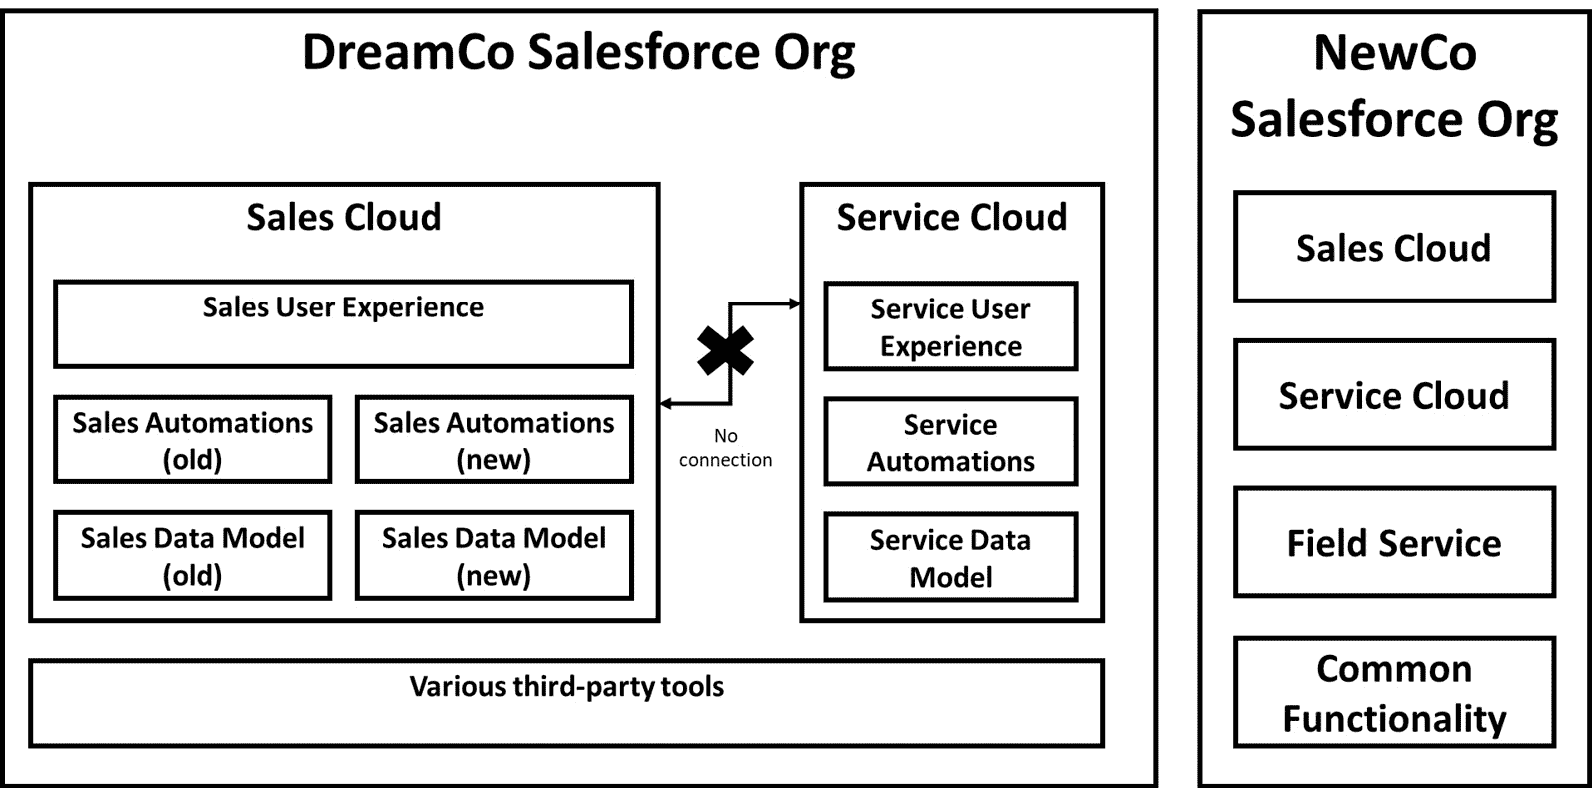 DreamCo Salesforce Org
Sales Cloud
Sales User Experience
Sales Automations
(old)
Sales Automations
(new)
Sales Data Model
(old)
Sales Data Model
(new)
No
connection
Service Cloud
Service User
Experience
Service
Automations
Service Data
Model
Various third-party tools
NewCo
Salesforce Org
Sales Cloud
Service Cloud
Field Service
Common
Functionality